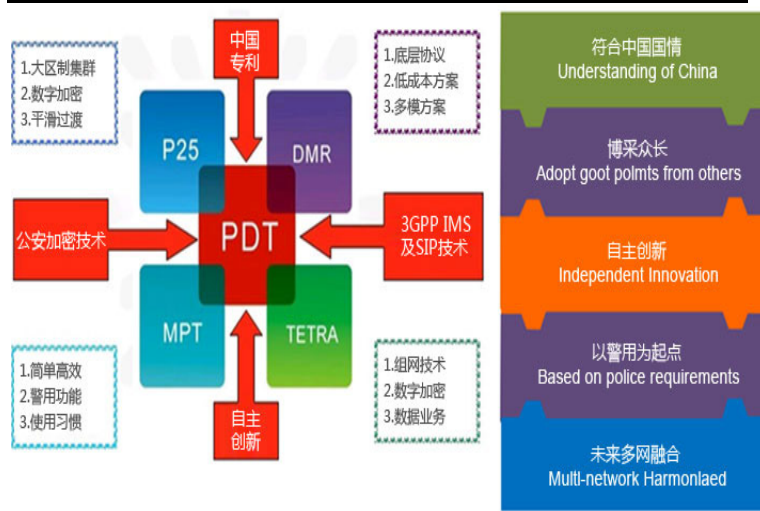 中国
专利
1.大区制集群
2.数字加密
3.平滑过渡
1.底层协议
2.低成本方案
3.多模方案
P25
DMR
公安加密技术
PDT
3GPP IMS
及SIP技术
MPT
TETRA
1.简单高效
2.警用功能
3.使用习惯
1.组网技术
2.数字加密
3.数据业务
自主
创新
符合中国国情
Understanding of China
博采众长
Adopt goot polmts from others
自主创新
Independent Innovation
以警用为起点
Based on police requirements
未来多网融合
Multl-network Harmonlaed